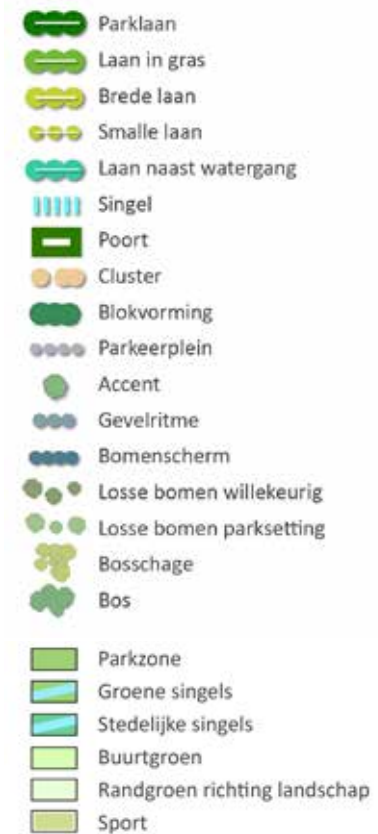 Parklaan
Laan in gras
Brede laan
Smalle laan
Laan naast watergang
Singel
Poort
Cluster
Blokvorming
Parkeerplein
Accent
Gevelritme
Bomenscherm
Losse bomen willekeurig
Losse bomen parksetting
Bosschage
Bos
Parkzone
Groene singels
Stedelijke singels
Buurtgroen
Randgroen richting landschap
Sport